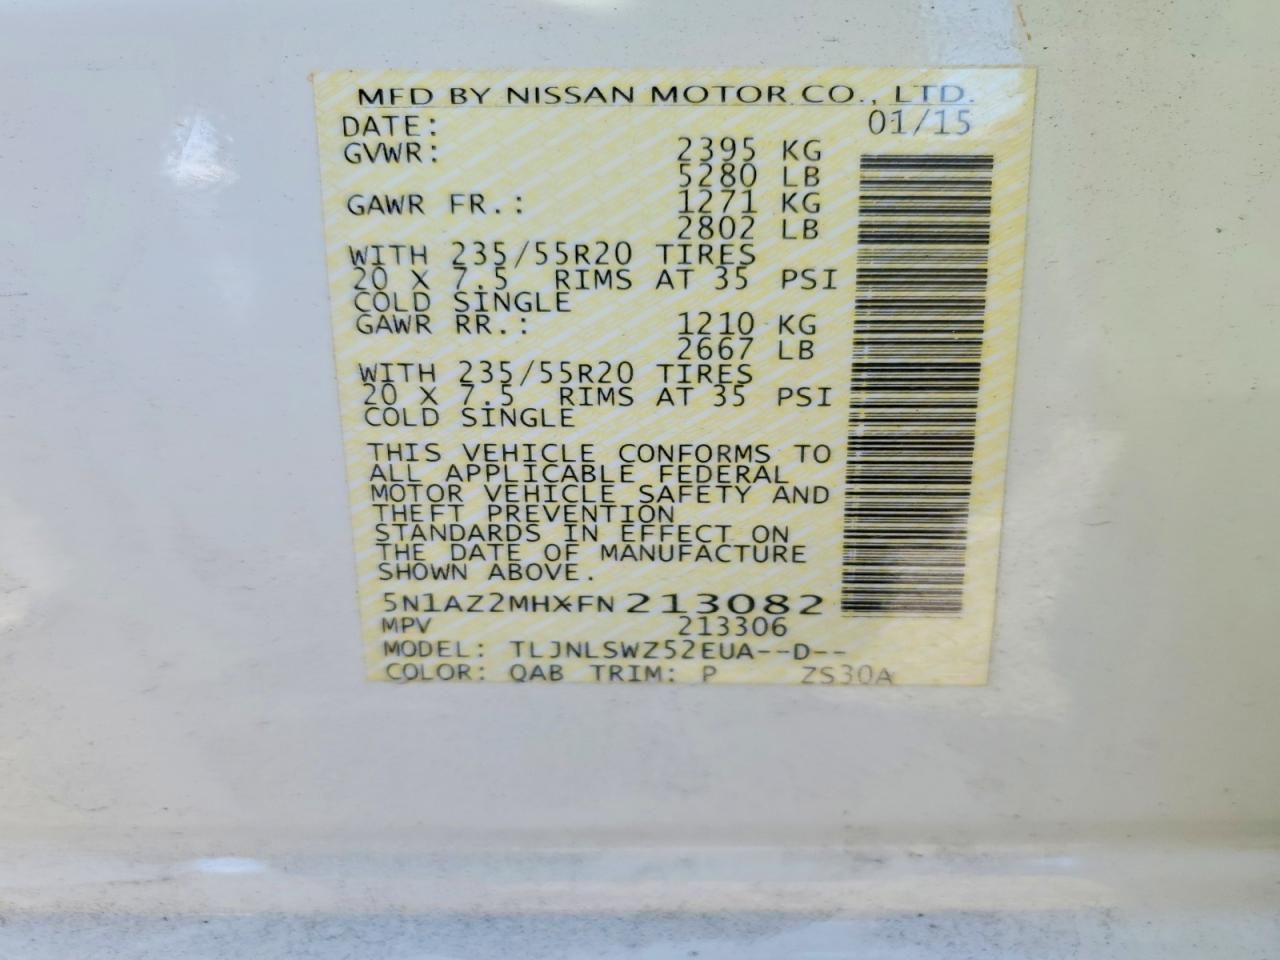 MFD BY NISSAN MOTOR CO., LTD.
DATE: 01/15
GVWR: 2395 KG
5280 LB
GAWR FR.: 1271 KG
2802 LB
WITH 235/55R20 TIRES
20 X 7.5 RIMS AT 35 PSI
COLD SINGLE
GAWR RR.: 1210 KG
2667 LB
WITH 235/55R20 TIRES
20 X 7.5 RIMS AT 35 PSI
COLD SINGLE
THIS VEHICLE CONFORMS TO
ALL APPLICABLE FEDERAL
MOTOR VEHICLE SAFETY AND
THEFT PREVENTION
STANDARDS IN EFFECT ON
THE DATE OF MANUFACTURE
SHOWN ABOVE.
5N1AZ2MHXFN213082
MPV 213306
MODEL: TLJNLSWZ52EUA--D--
COLOR: QAB TRIM: P ZS30A